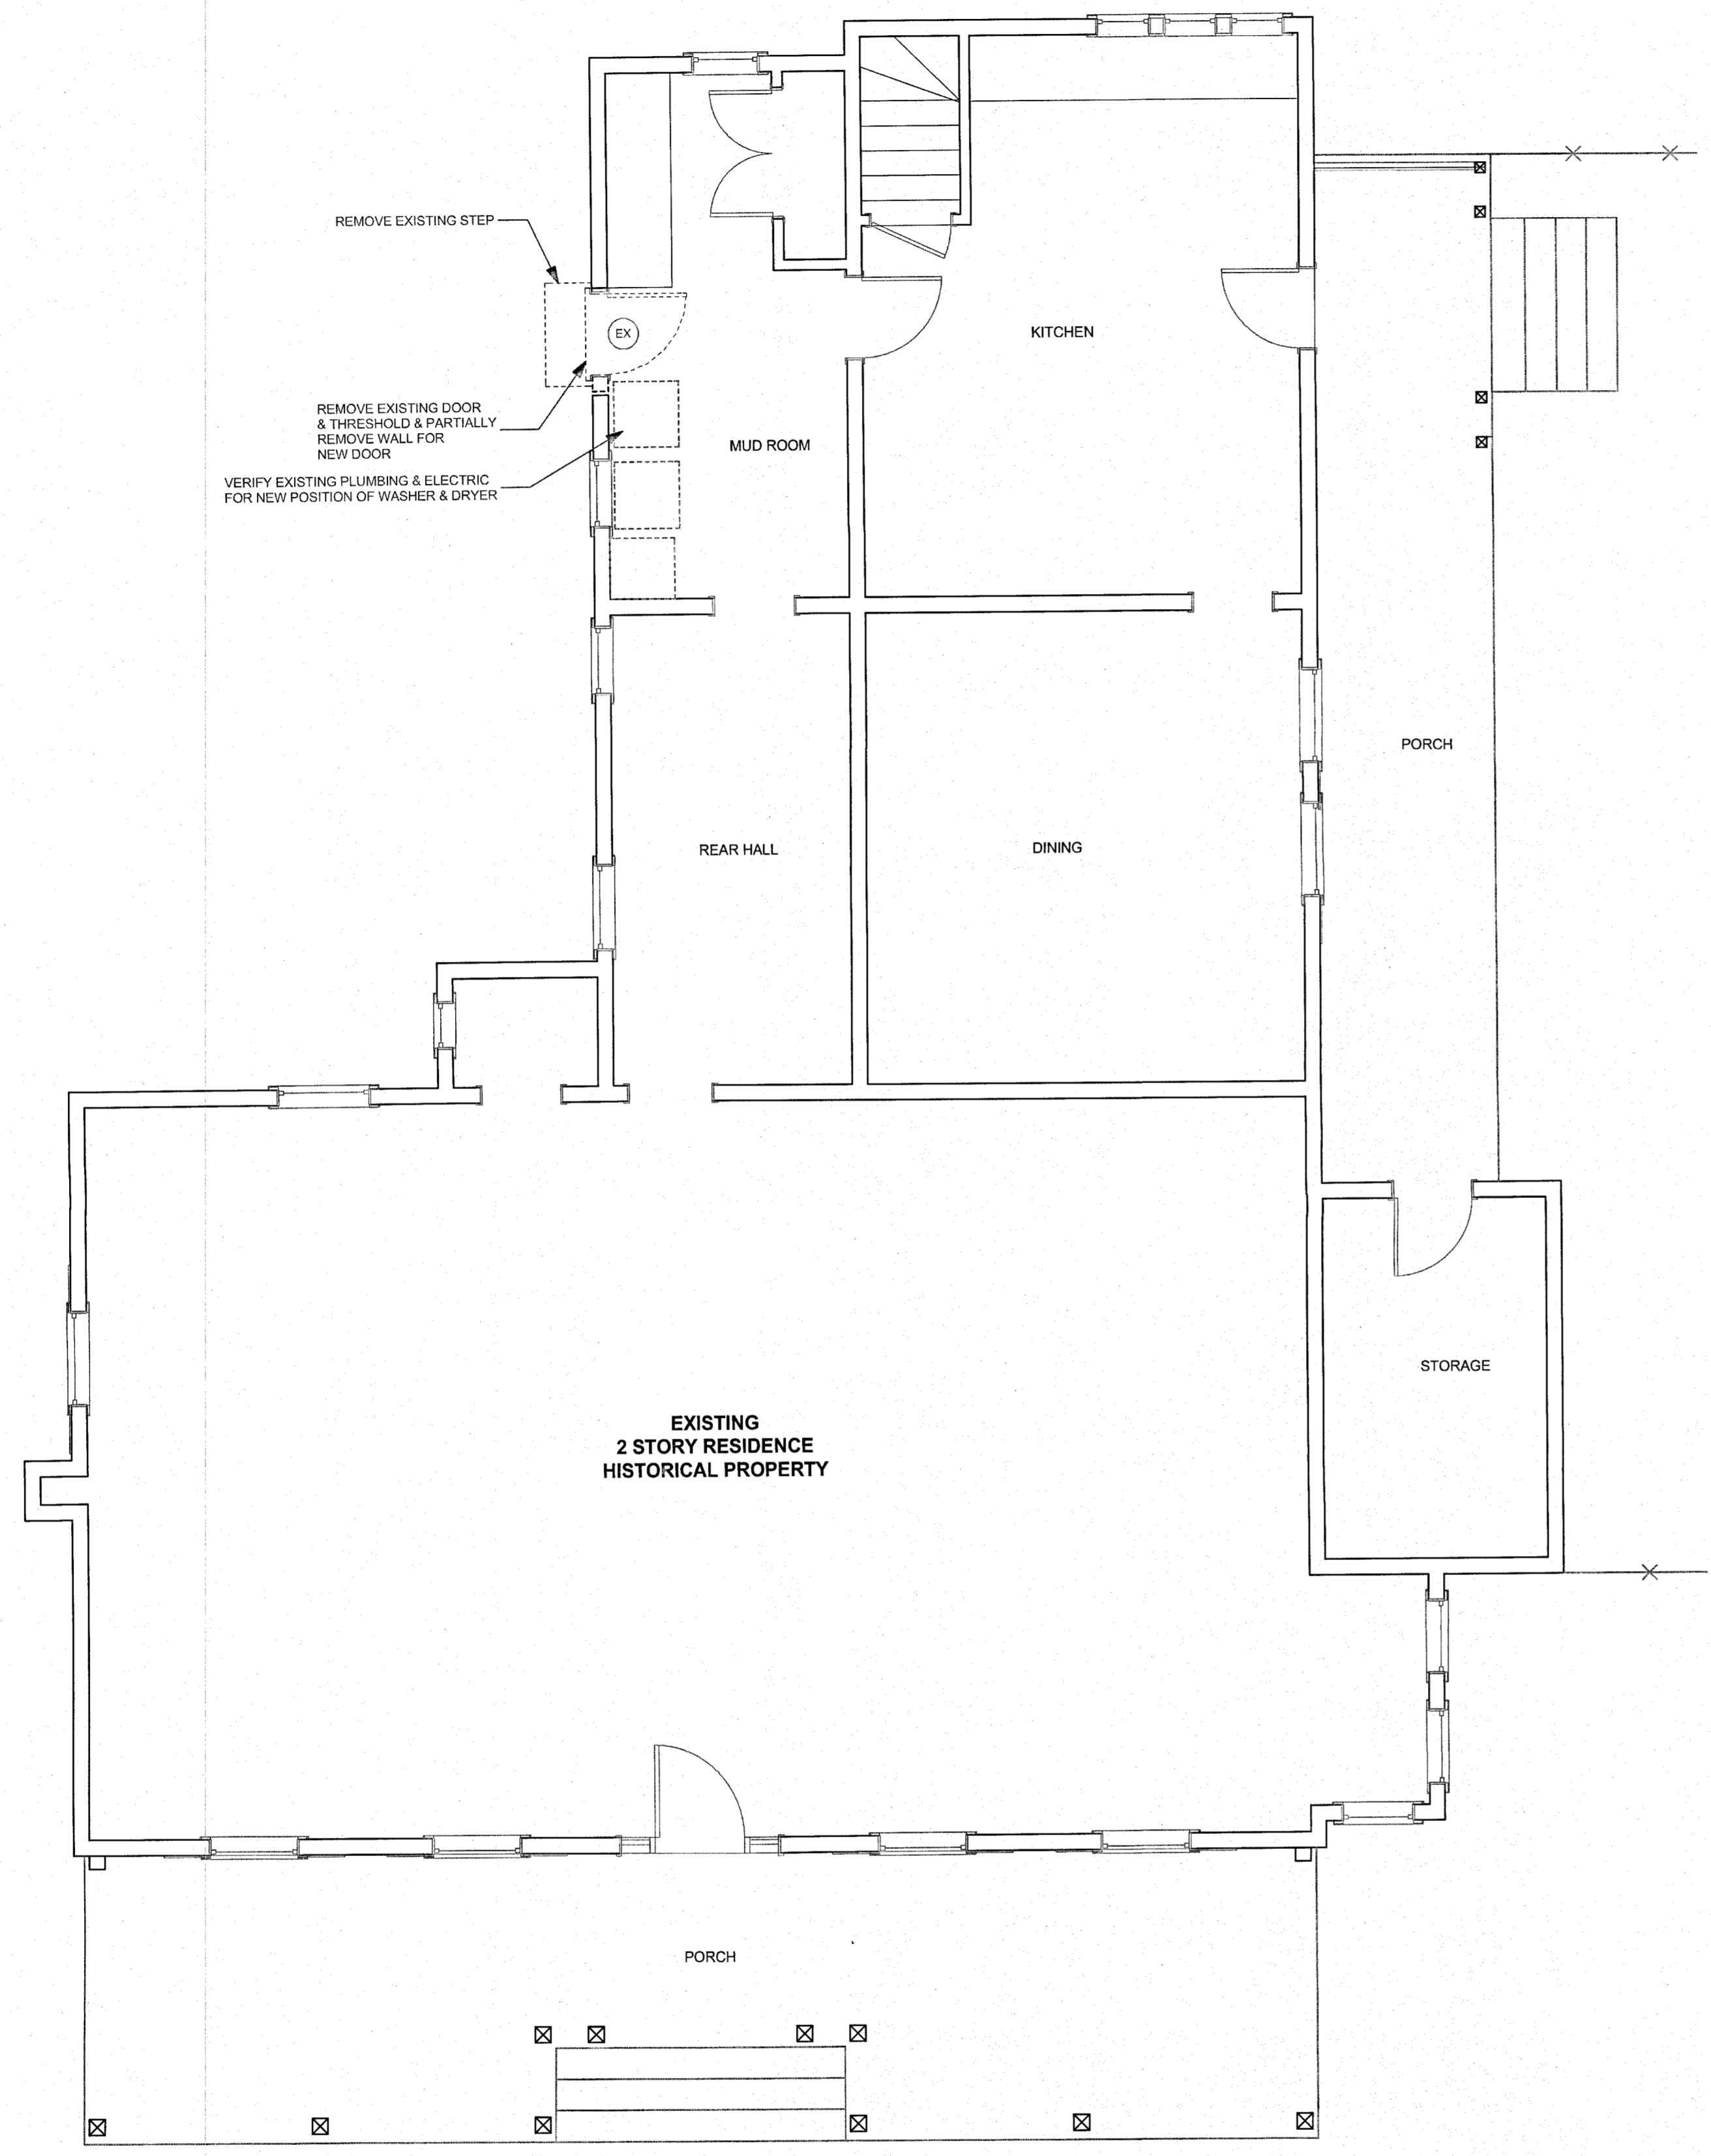 REMOVE EXISTING STEP
EX
KITCHEN
REMOVE EXISTING DOOR
& THRESHOLD & PARTIALLY
REMOVE WALL FOR
NEW DOOR
MUD ROOM
VERIFY EXISTING PLUMBING & ELECTRIC
FOR NEW POSITION OF WASHER & DRYER
PORCH
REAR HALL
DINING
STORAGE
EXISTING
2 STORY RESIDENCE
HISTORICAL PROPERTY
PORCH